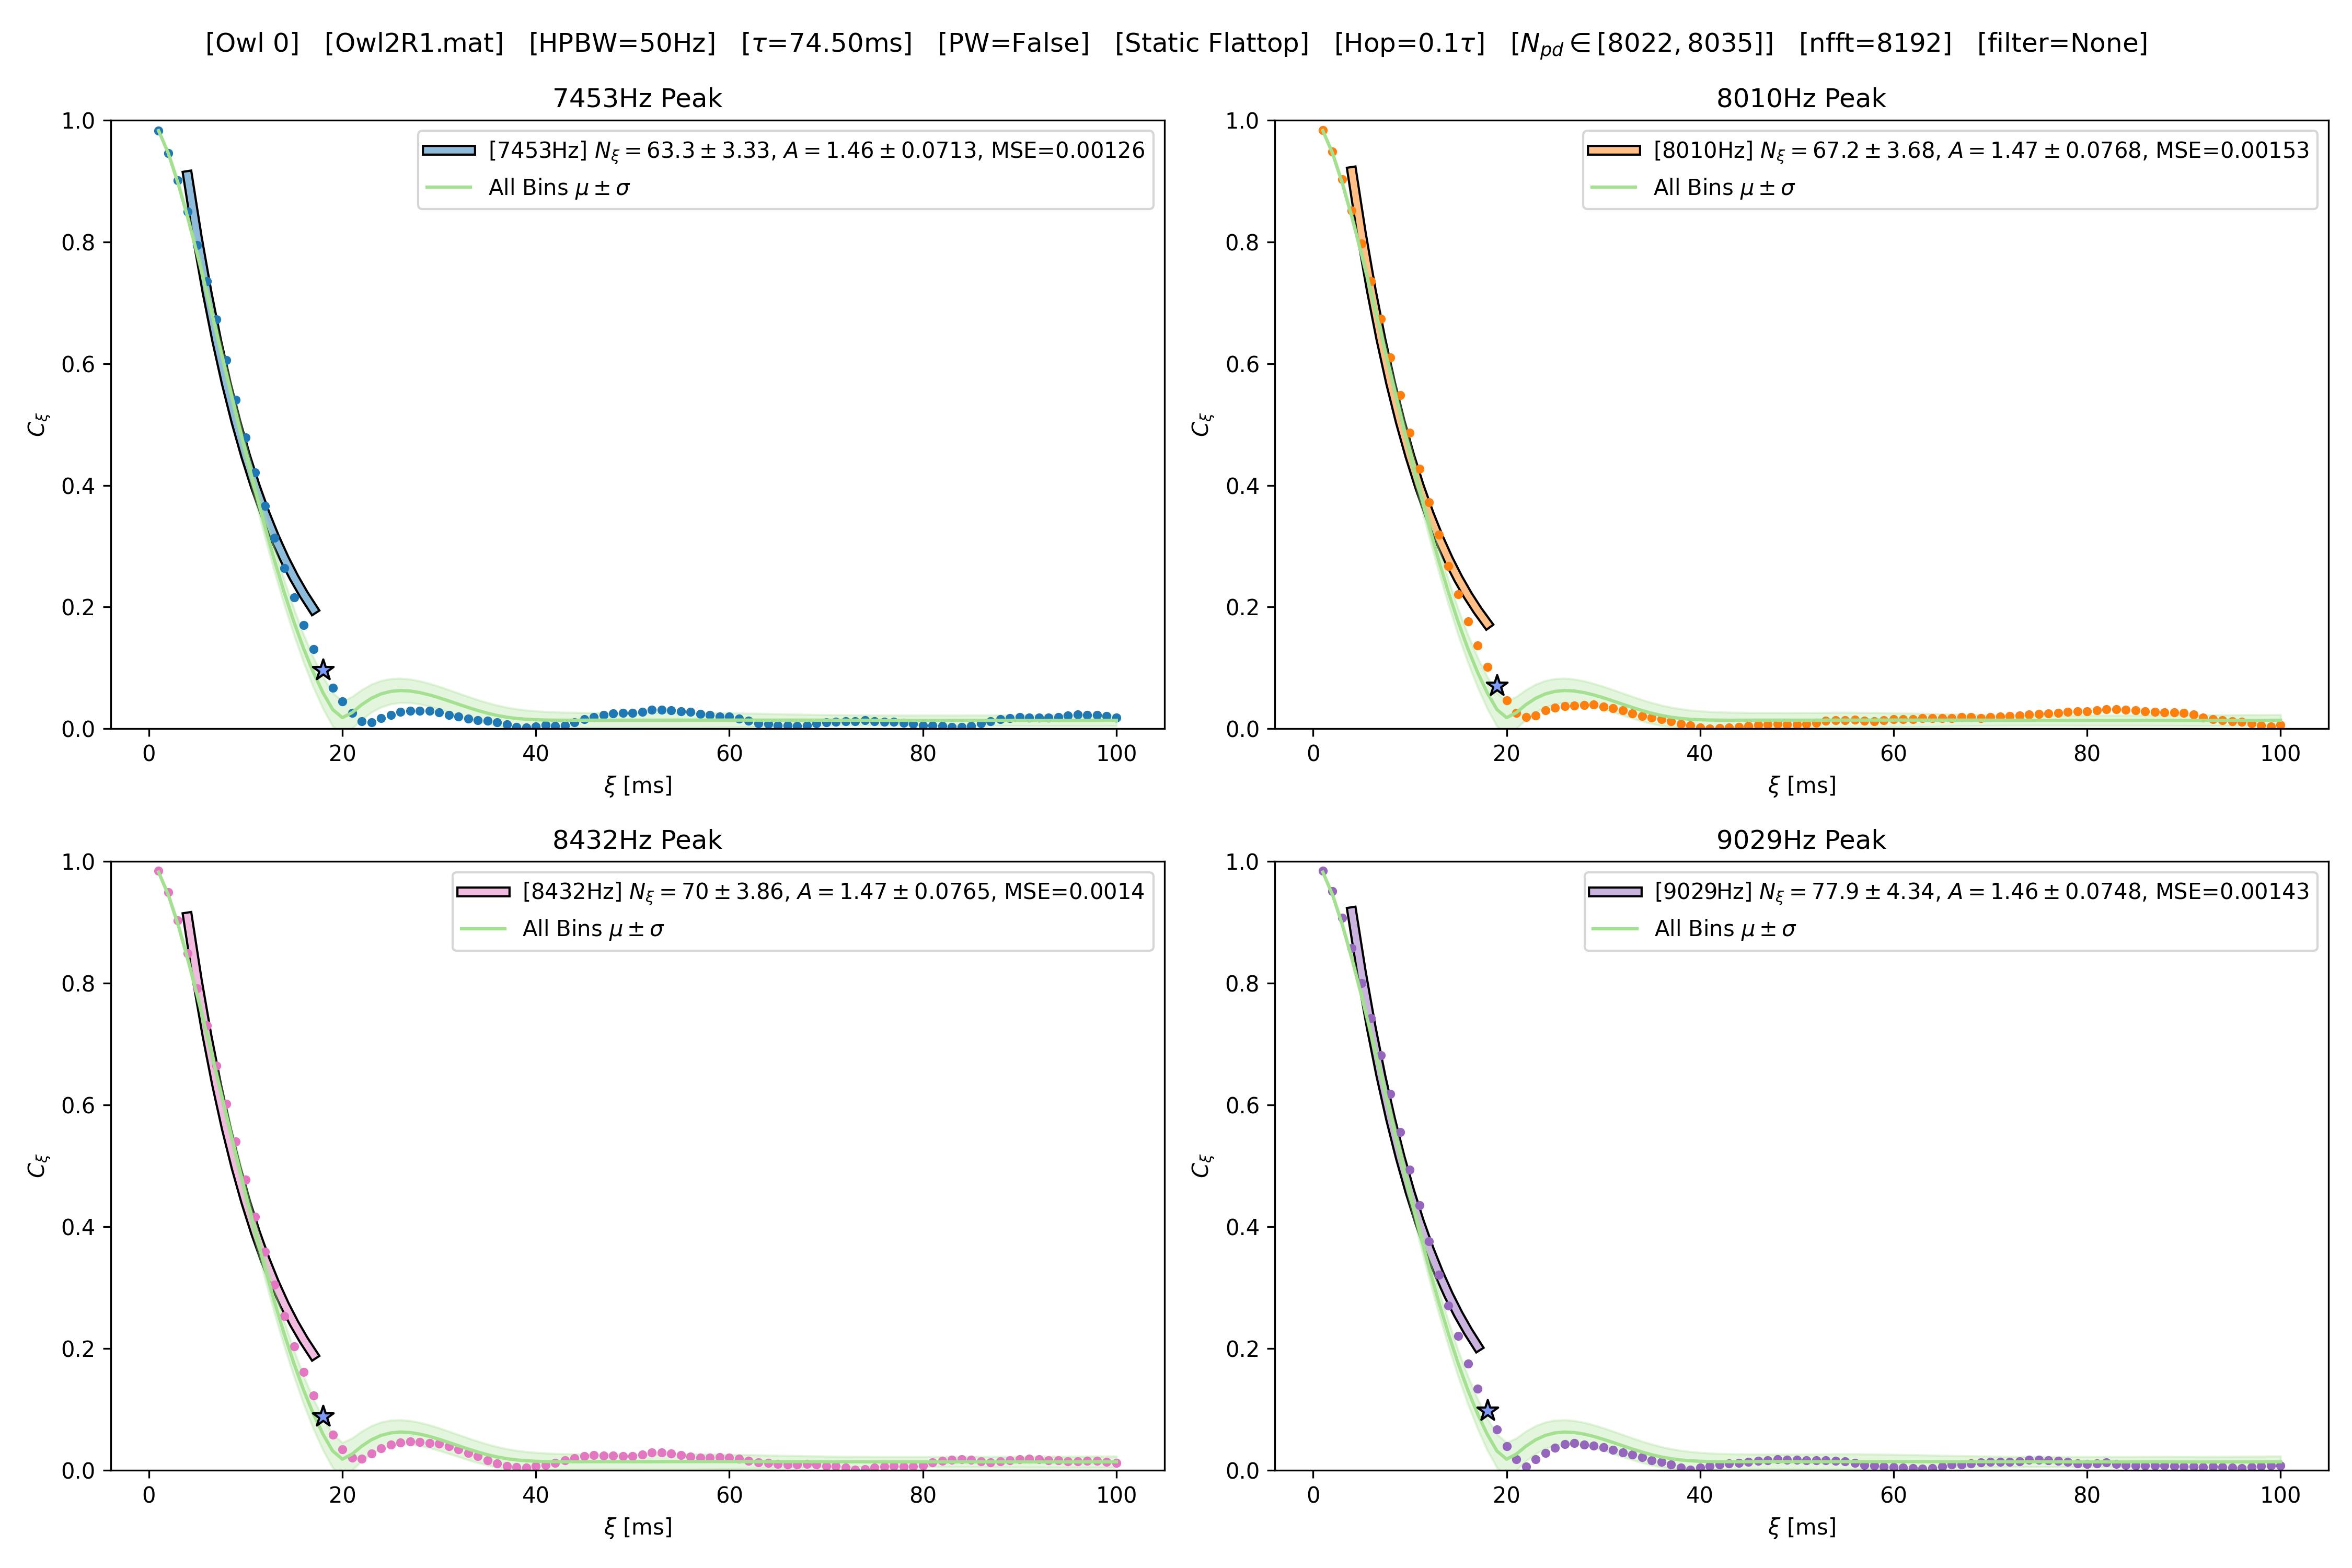 [Owl 0] [Owl2R1.mat] [HPBW=50Hz] [τ=74.50ms] [PW=False] [Static Flattop] [Hop=0.1τ] [N_pd ∈ [8022, 8035]] [nfft=8192] [filter=None]
7453Hz Peak
[7453Hz] N_ξ = 63.3 ± 3.33, A = 1.46 ± 0.0713, MSE=0.00126
All Bins μ ± σ
1.0
0.8
0.6
0.4
0.2
0.0
C_ξ
0 20 40 60 80 100
ξ [ms]
8010Hz Peak
[8010Hz] N_ξ = 67.2 ± 3.68, A = 1.47 ± 0.0768, MSE=0.00153
All Bins μ ± σ
1.0
0.8
0.6
0.4
0.2
0.0
C_ξ
0 20 40 60 80 100
ξ [ms]
8432Hz Peak
[8432Hz] N_ξ = 70 ± 3.86, A = 1.47 ± 0.0765, MSE=0.0014
All Bins μ ± σ
1.0
0.8
0.6
0.4
0.2
0.0
C_ξ
0 20 40 60 80 100
ξ [ms]
9029Hz Peak
[9029Hz] N_ξ = 77.9 ± 4.34, A = 1.46 ± 0.0748, MSE=0.00143
All Bins μ ± σ
1.0
0.8
0.6
0.4
0.2
0.0
C_ξ
0 20 40 60 80 100
ξ [ms]